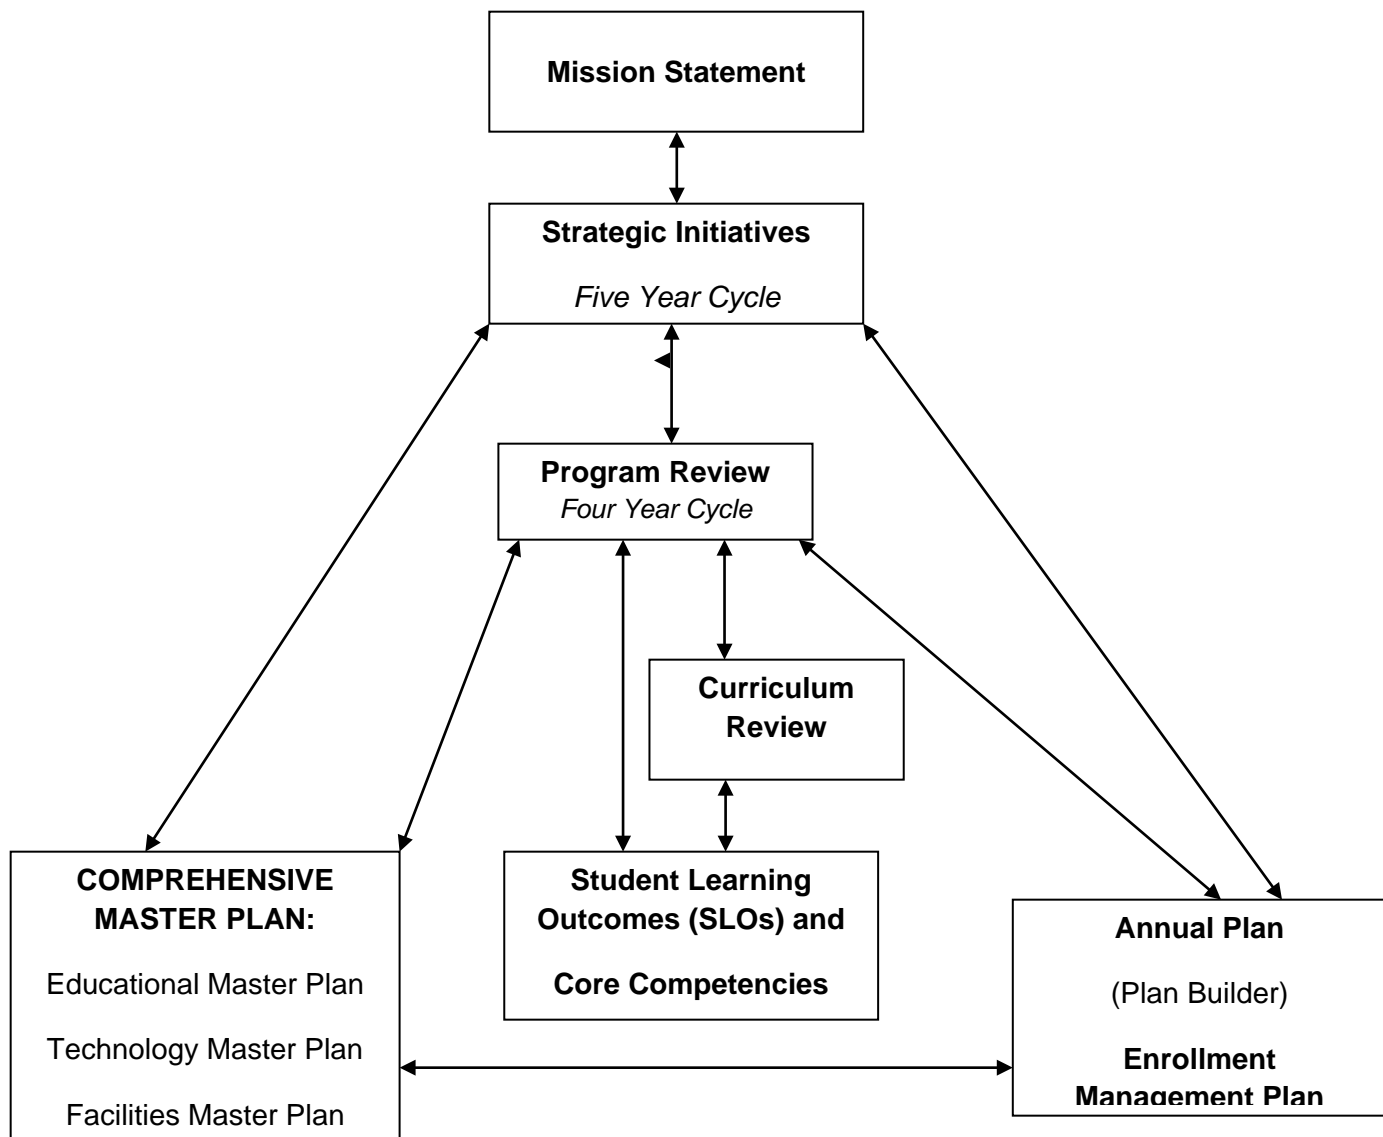 Mission Statement
Strategic Initiatives
Five Year Cycle
Program Review
Four Year Cycle
Curriculum
Review
COMPREHENSIVE
MASTER PLAN:
Educational Master Plan
Technology Master Plan
Facilities Master Plan
Student Learning
Outcomes (SLOs) and
Core Competencies
Annual Plan
(Plan Builder)
Enrollment
Management Plan